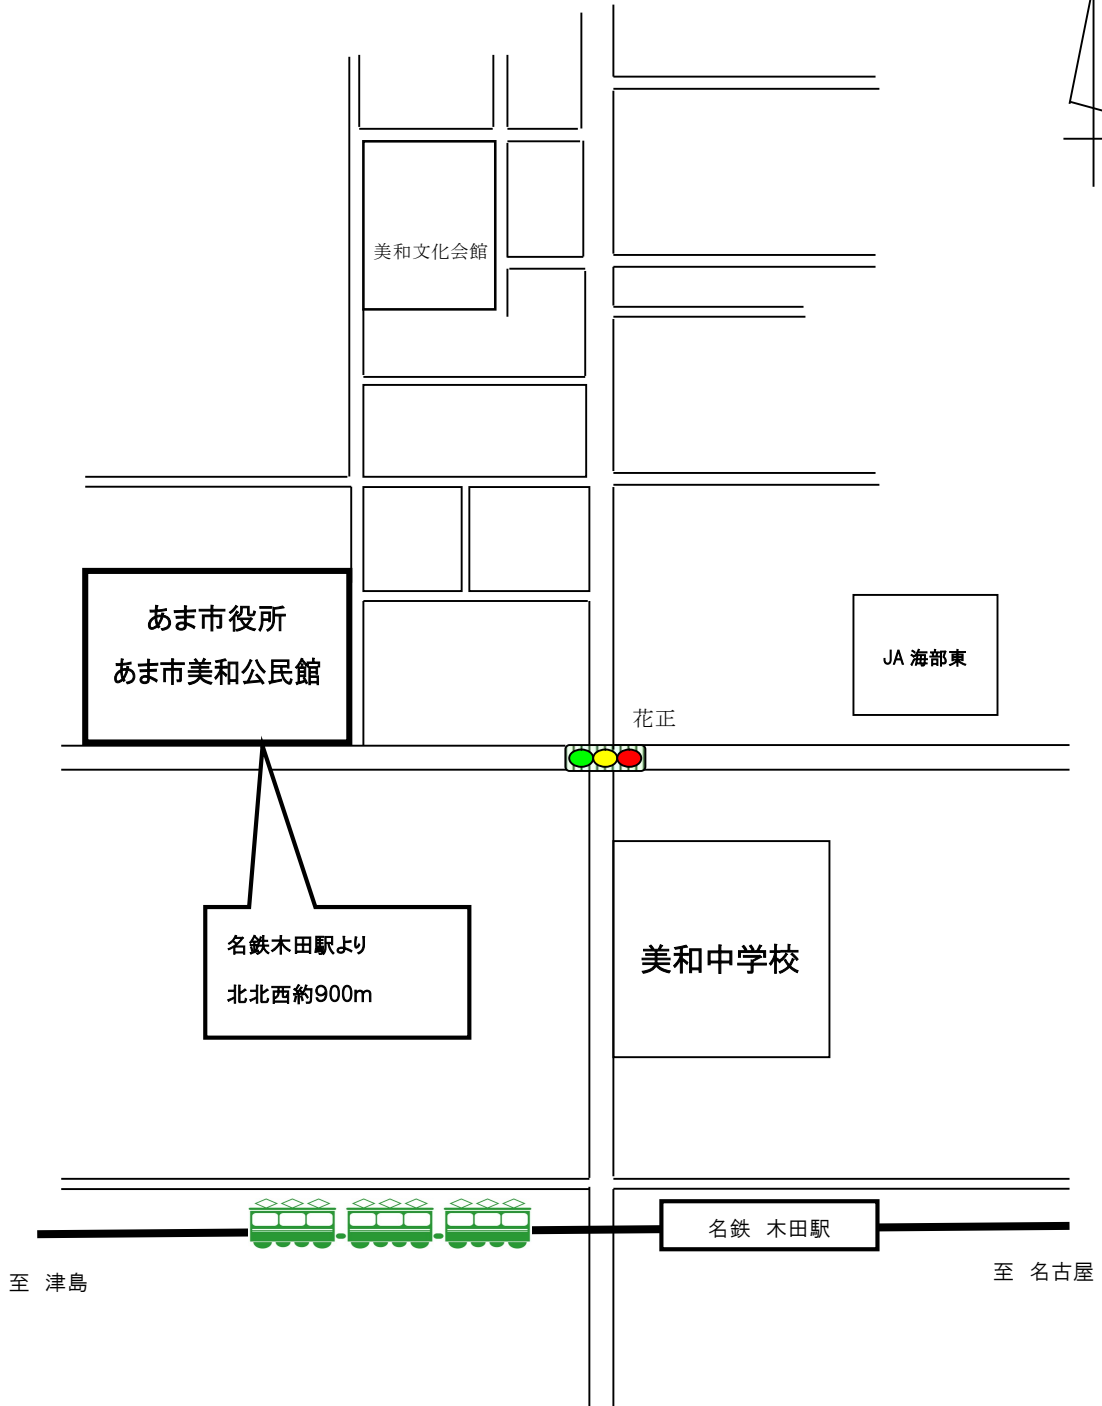 美和文化会館
あま市役所
あま市美和公民館
JA 海部東
花正
名鉄木田駅より
北北西約900m
美和中学校
名鉄 木田駅
至 津島
至 名古屋